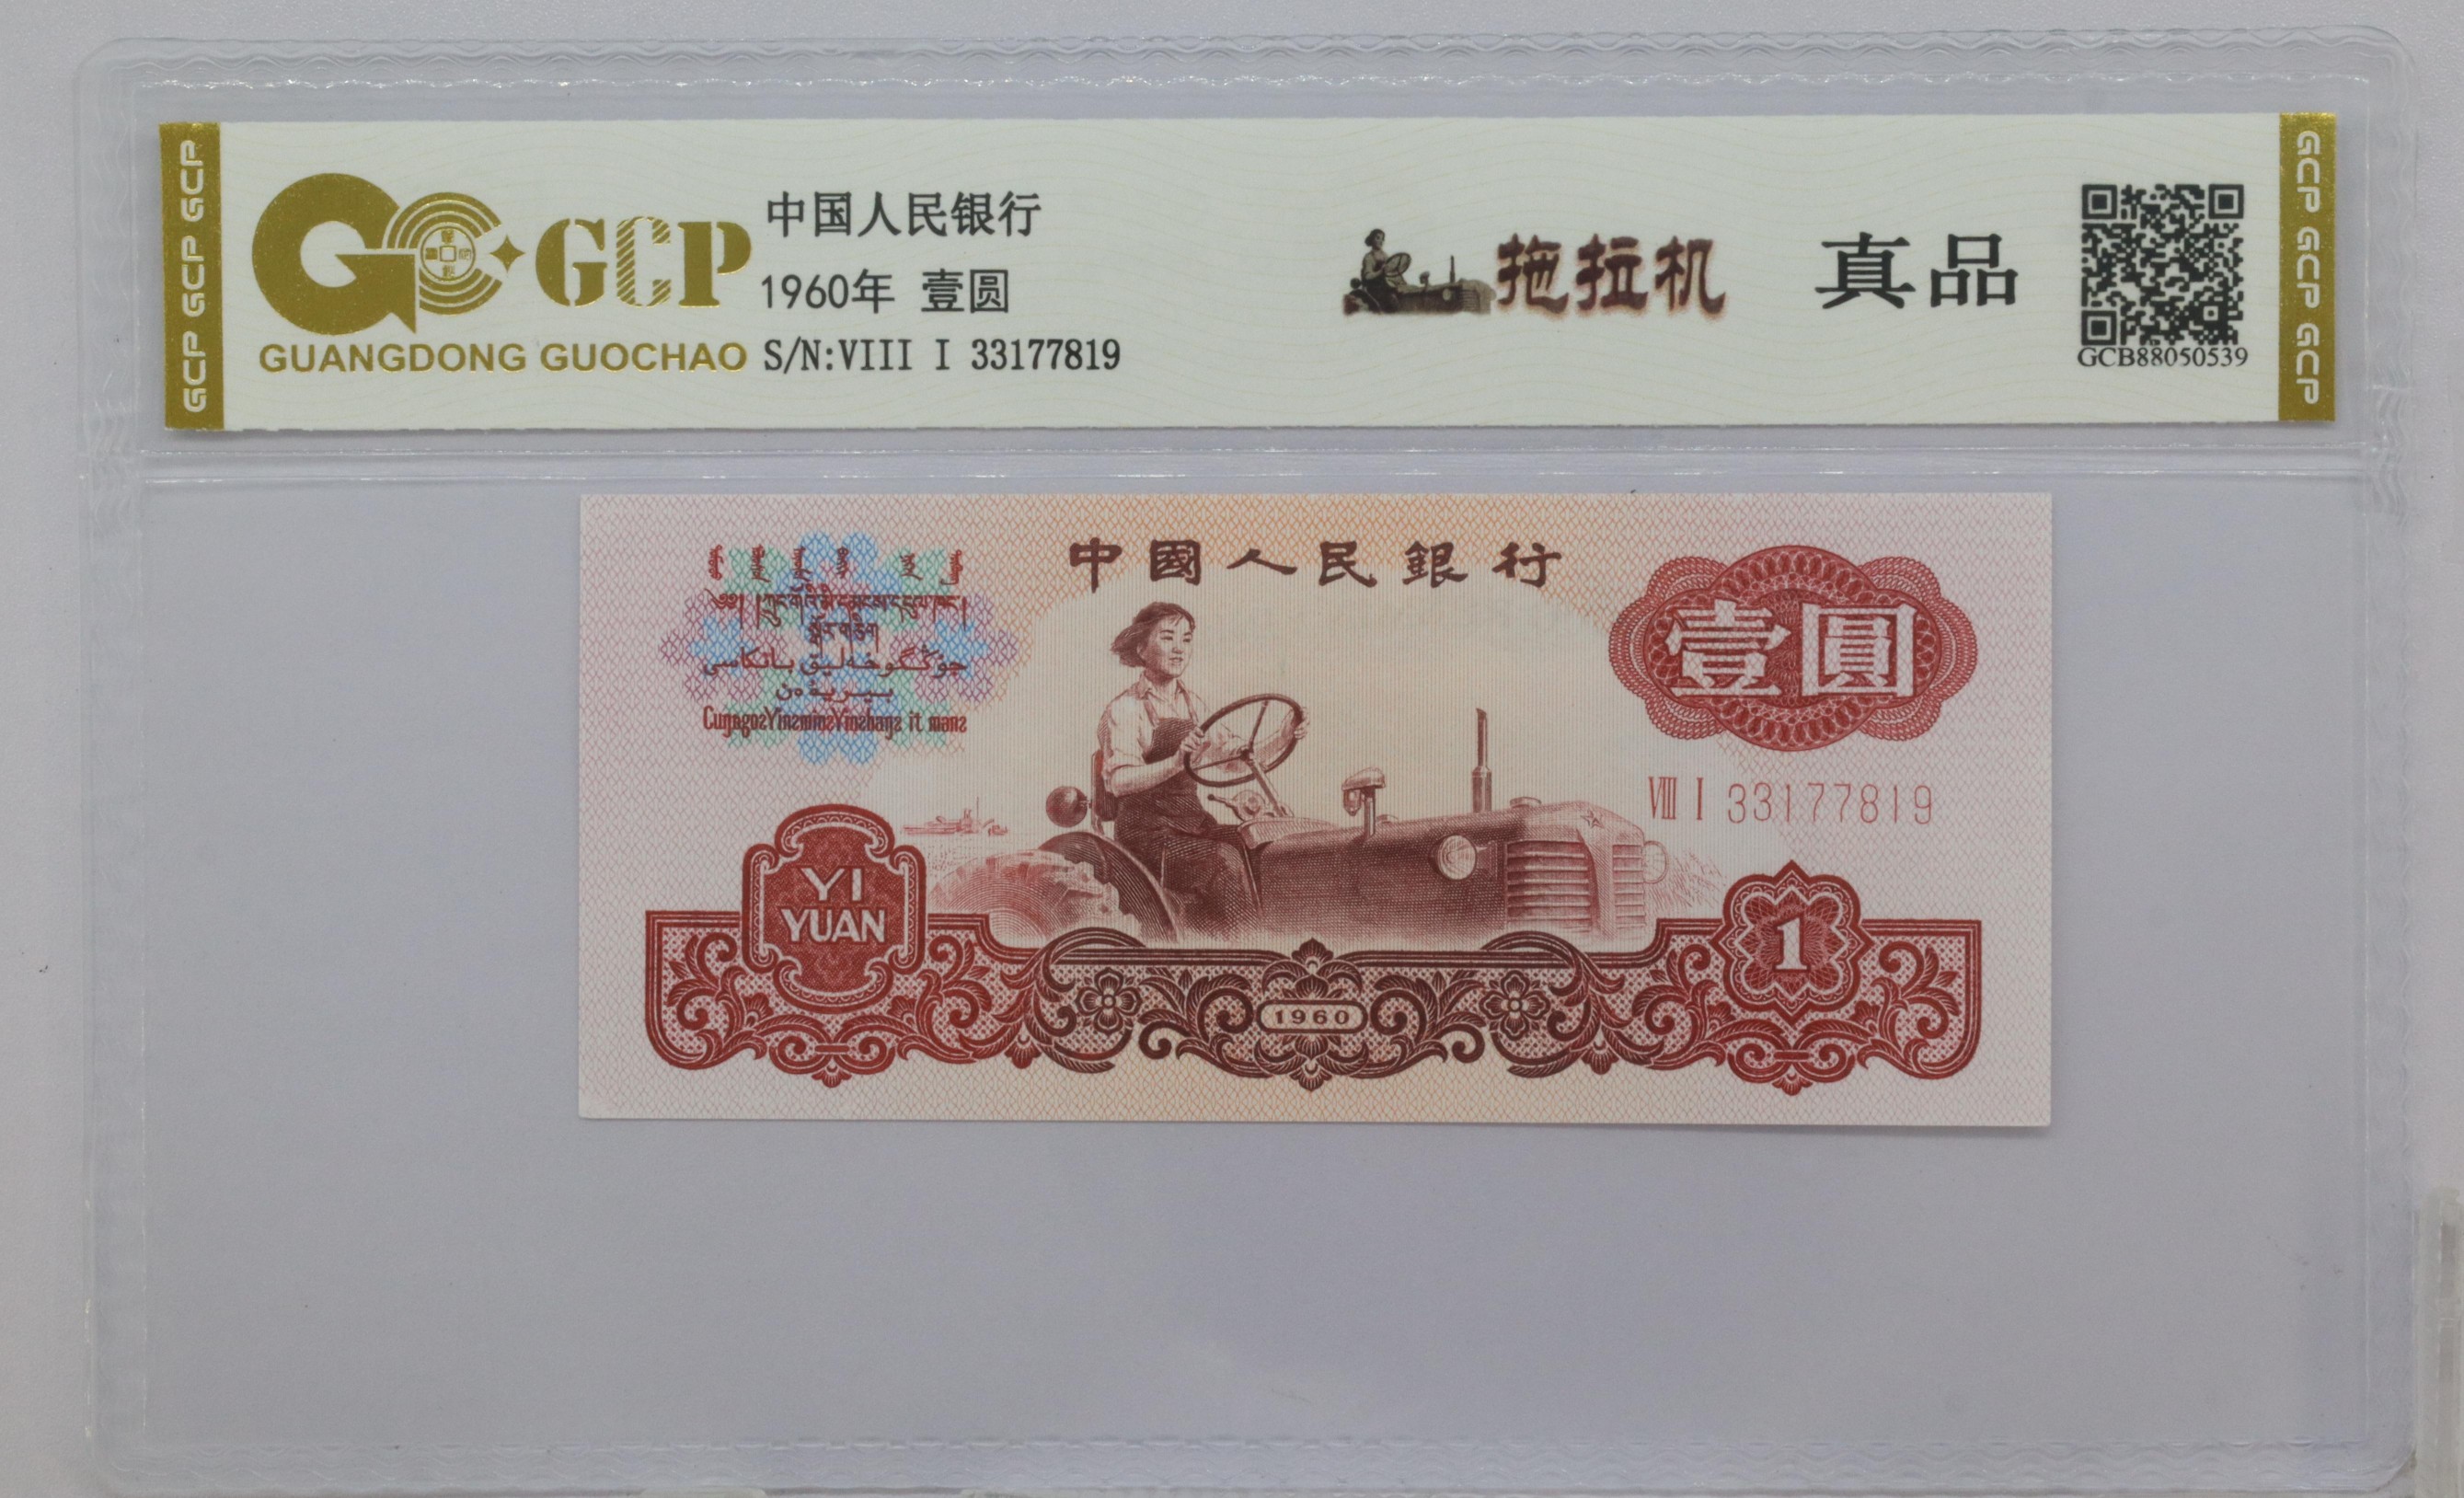 GCP GCP GCP
GCP
GUANGDONG GUOCHAO
中国人民银行
1960年 壹圆
S/N:VIII I 33177819
拖拉机
真品
GCB88050539
GCP GCP GCP
中國人民銀行
壹圓
VIII I 33177819
YI
YUAN
1960
1